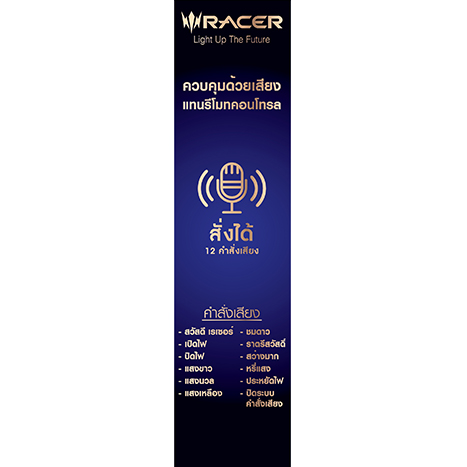 RACER
Light Up The Future
ควบคุมด้วยเสียง
แทนรีโมทคอนโทรล
สั่งได้
12 คำสั่งเสียง
คำสั่งเสียง
- สวัสดี เรเซอร์
- เปิดไฟ
- ปิดไฟ
- แสงขาว
- แสงนวล
- แสงเหลือง
- ชมดาว
- ราตรีสวัสดิ์
- สว่างมาก
- หรี่แสง
- ประหยัดไฟ
- ปิดระบบ
คำสั่งเสียง